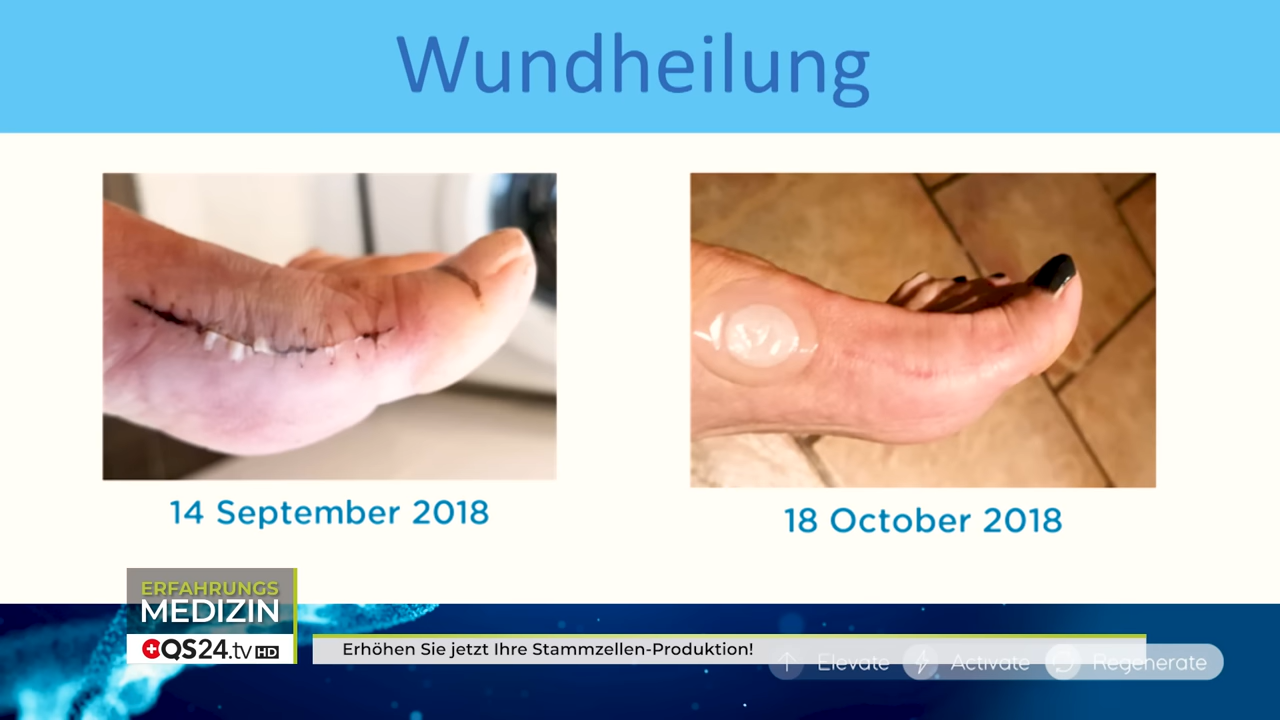 Wundheilung
14 September 2018
18 October 2018
ERFAHRUNGS
MEDIZIN
QS24.tv HD
Erhöhen Sie jetzt Ihre Stammzellen-Produktion!
Elevate Activate Regenerate